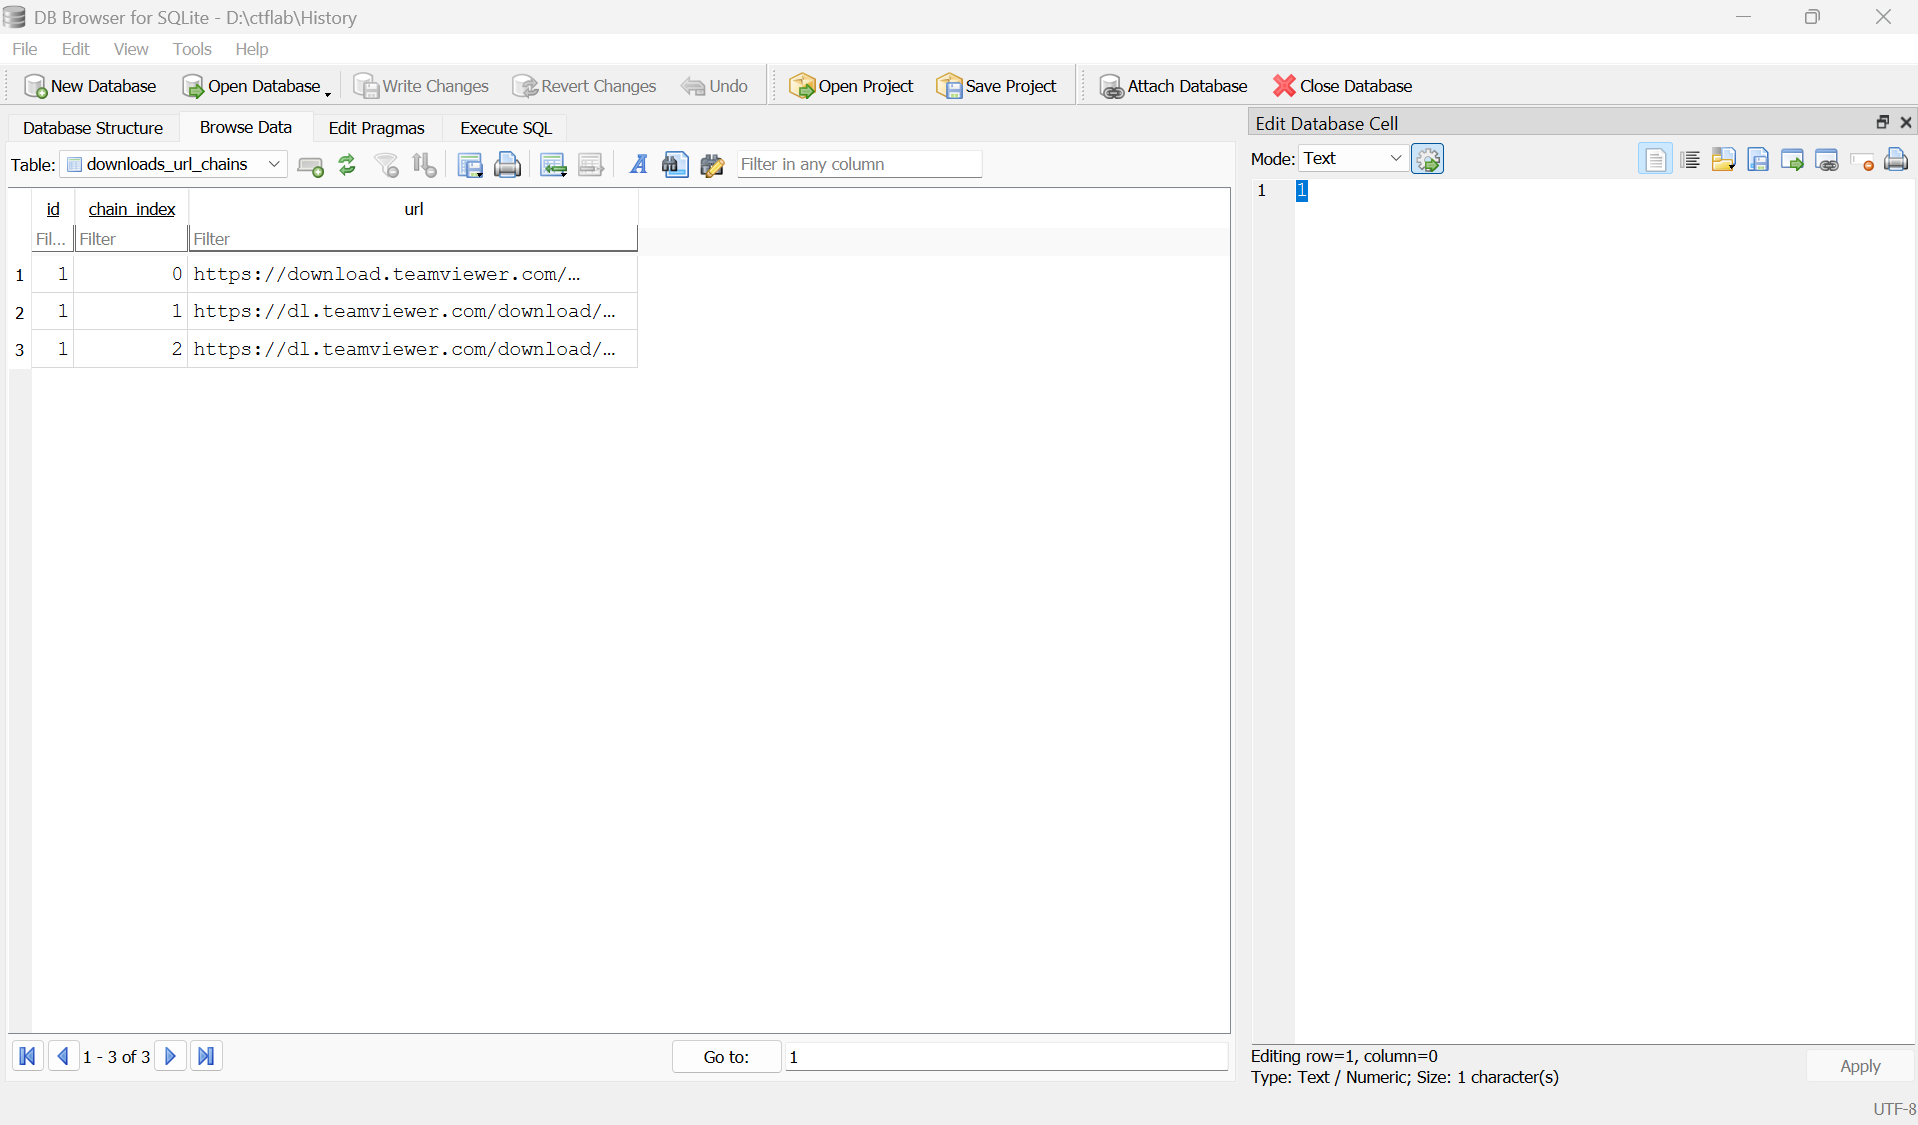 DB Browser for SQLite - D:\ctflab\History
File Edit View Tools Help
New Database Open Database Write Changes Revert Changes Undo Open Project Save Project Attach Database Close Database
Database Structure Browse Data Edit Pragmas Execute SQL
Edit Database Cell
Table: downloads_url_chains Filter in any column
Mode: Text
1 1
id chain_index url
Fil... Filter Filter
1 1 0 https://download.teamviewer.com/…
2 1 1 https://dl.teamviewer.com/download/…
3 1 2 https://dl.teamviewer.com/download/…
1 - 3 of 3 Go to: 1
Editing row=1, column=0
Type: Text / Numeric; Size: 1 character(s)
Apply
UTF-8